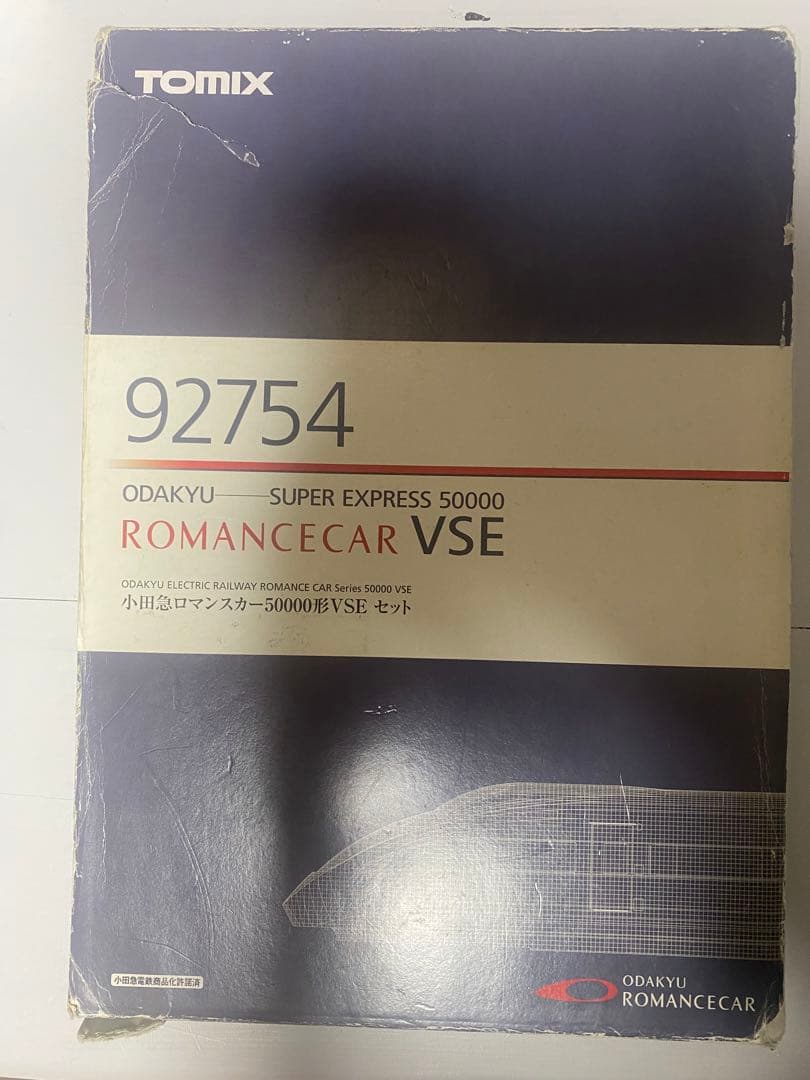 TOMIX
92754
ODAKYU——SUPER EXPRESS 50000
ROMANCECAR VSE
ODAKYU ELECTRIC RAILWAY ROMANCE CAR Series 50000 VSE
小田急ロマンスカー50000形VSE セット
小田急電鉄商品化許諾済
ODAKYU
ROMANCECAR